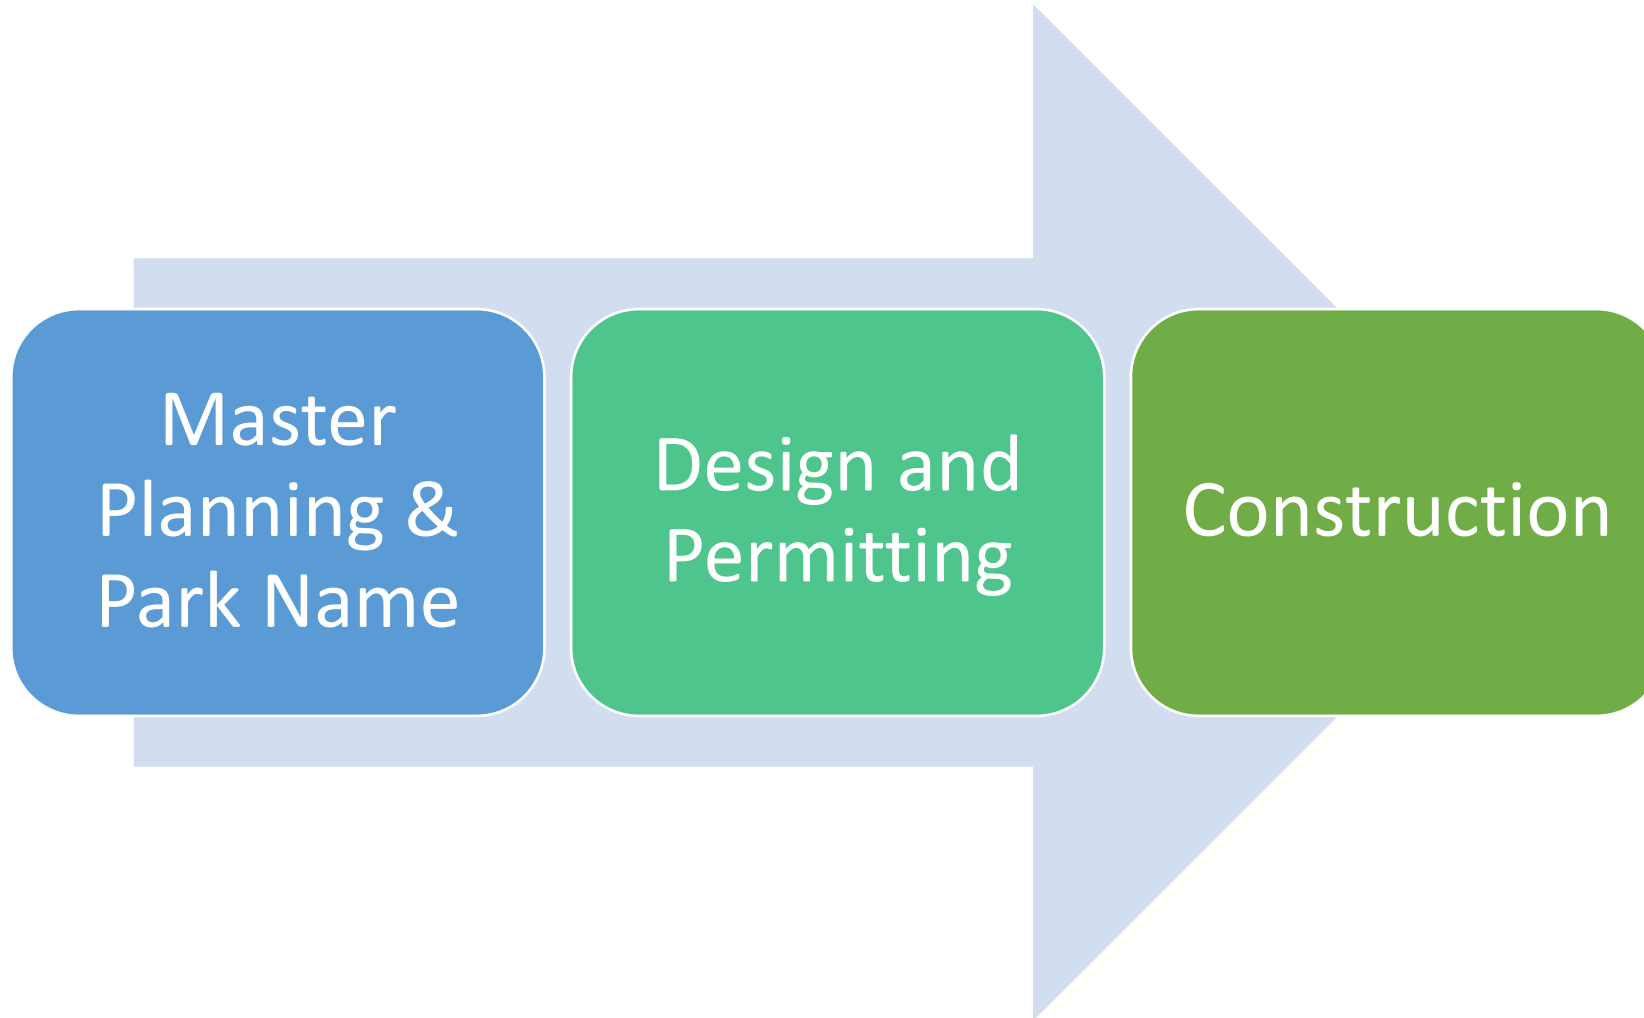 Master
Planning &
Park Name
Design and
Permitting
Construction